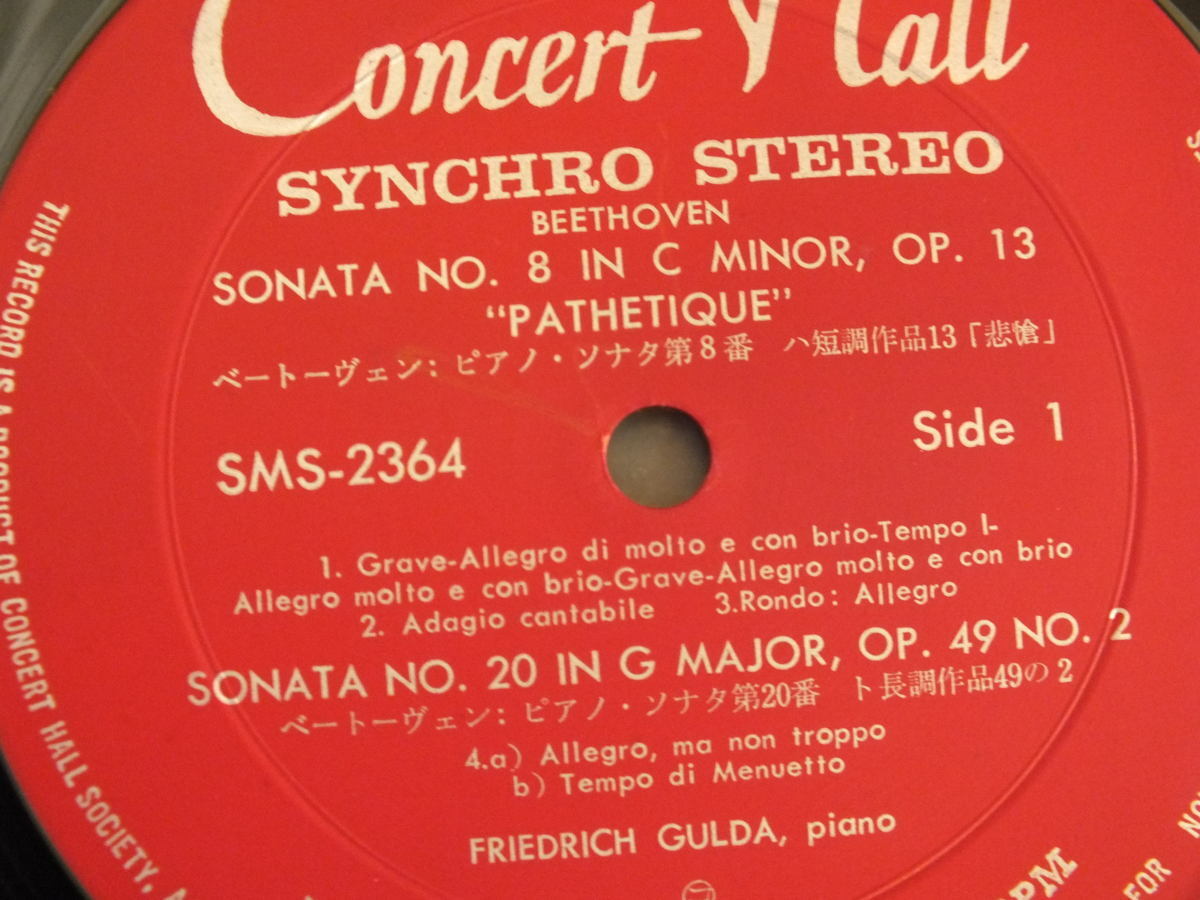 Concert Hall
SYNCHRO STEREO
BEETHOVEN
SONATA NO. 8 IN C MINOR, OP. 13
“PATHETIQUE”
ベートーヴェン：ピアノ・ソナタ第8番　ハ短調作品13「悲愴」
SMS-2364
Side 1
1. Grave-Allegro di molto e con brio-Tempo I-
Allegro molto e con brio-Grave-Allegro molto e con brio
2. Adagio cantabile 3.Rondo: Allegro
SONATA NO. 20 IN G MAJOR, OP. 49 NO. 2
ベートーヴェン：ピアノ・ソナタ第20番　ト長調作品49の2
4.a) Allegro, ma non troppo
b) Tempo di Menuetto
FRIEDRICH GULDA, piano
THIS RECORD IS A PRODUCT OF CONCERT HALL SOCIETY,
FOR